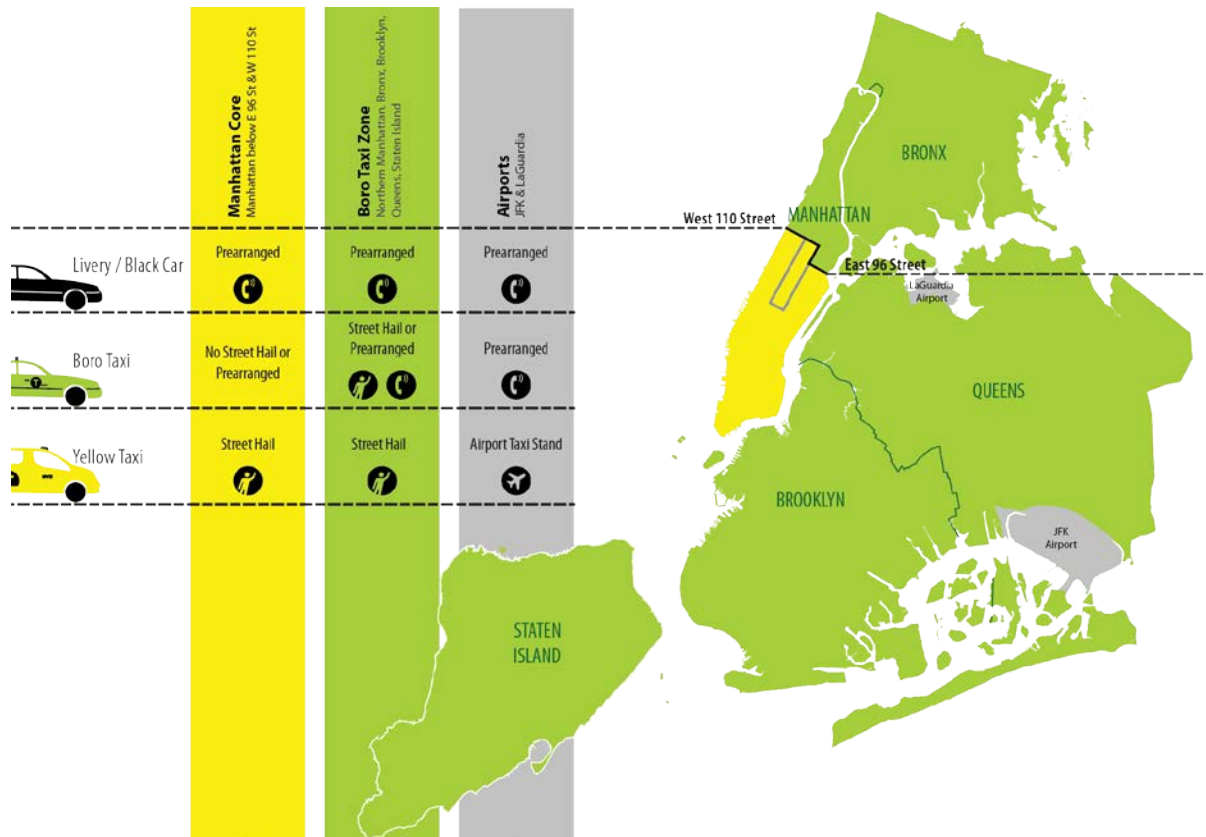 Manhattan Core
Manhattan below E 96 St & W 110 St
Boro Taxi Zone
Northern Manhattan, Bronx, Brooklyn,
Queens, Staten Island
Airports
JFK & LaGuardia
Livery / Black Car
Prearranged
Prearranged
Prearranged
Boro Taxi
No Street Hail or
Prearranged
Street Hail or
Prearranged
Prearranged
T
Yellow Taxi
Street Hail
Street Hail
Airport Taxi Stand
West 110 Street
MANHATTAN
BRONX
East 96 Street
LaGuardia
Airport
QUEENS
BROOKLYN
JFK
Airport
STATEN
ISLAND